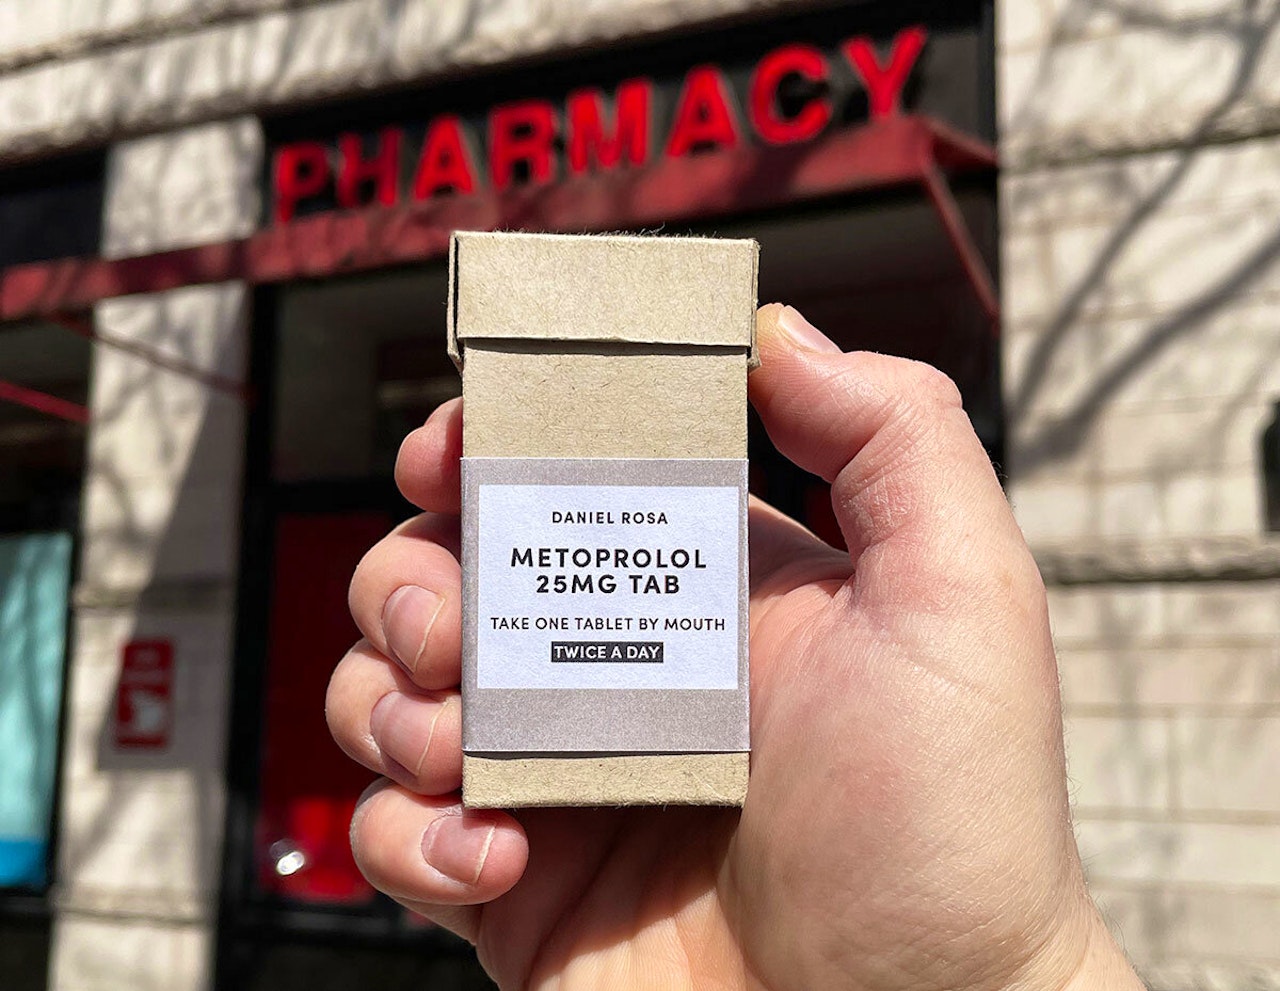 PHARMACY
DANIEL ROSA
METOPROLOL
25MG TAB
TAKE ONE TABLET BY MOUTH
TWICE A DAY